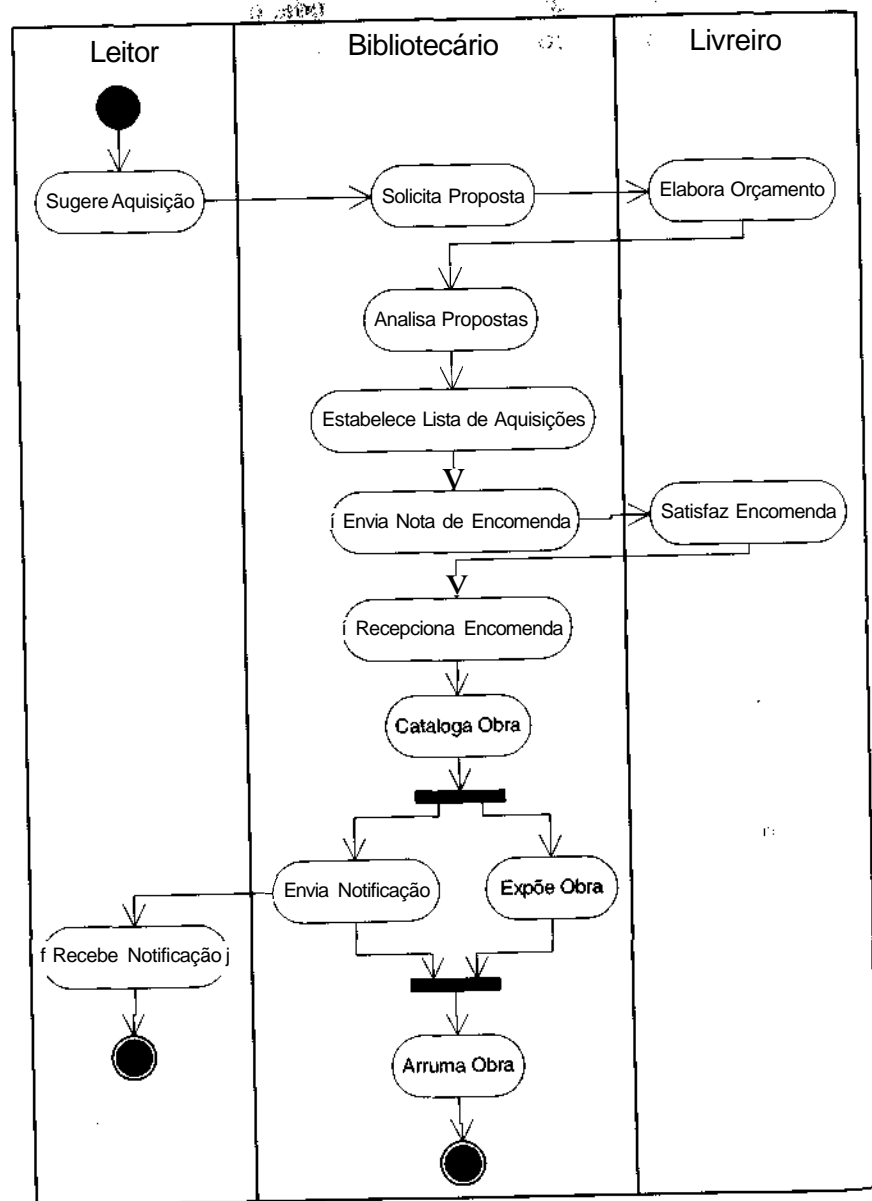 Leitor
Bibliotecário
Livreiro
Sugere Aquisição
Solicita Proposta
Elabora Orçamento
Analisa Propostas
Estabelece Lista de Aquisições
Envia Nota de Encomenda
Satisfaz Encomenda
Recepciona Encomenda
Cataloga Obra
Envia Notificação
Expõe Obra
Recebe Notificação
Arruma Obra